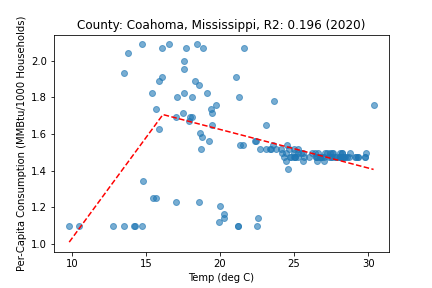 County: Coahoma, Mississippi, R2: 0.196 (2020)
Per-Capita Consumption (MMBtu/1000 Households)
2.0
1.8
1.6
1.4
1.2
1.0
10 15 20 25 30
Temp (deg C)